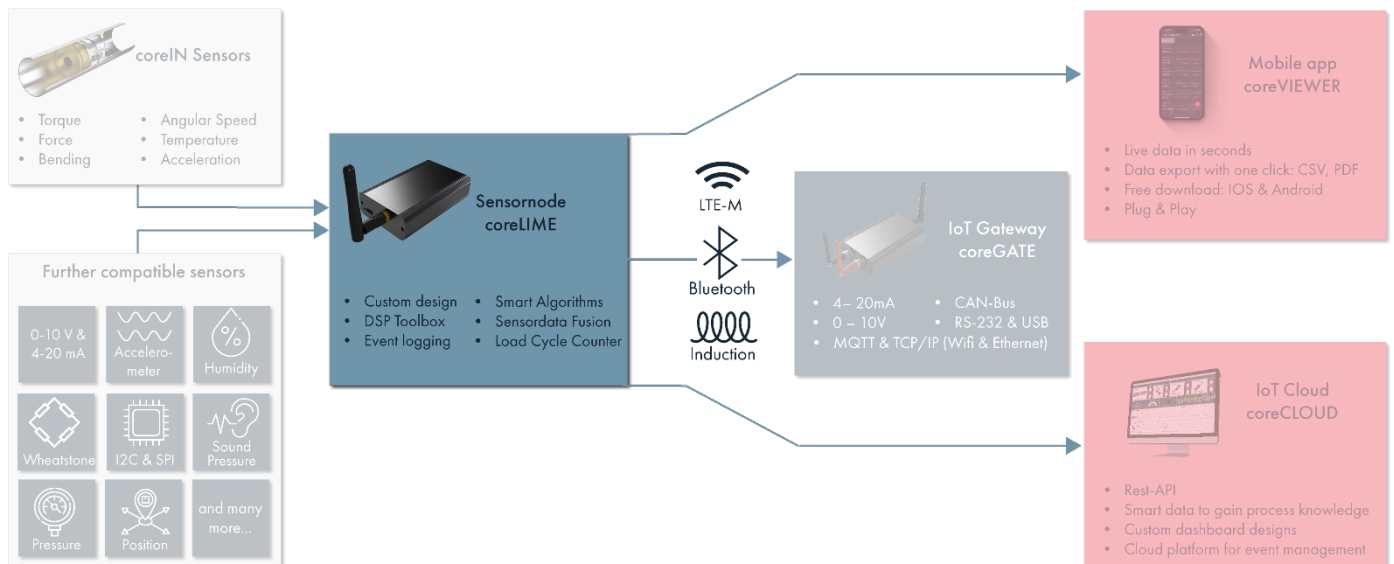 coreIN Sensors
• Torque
• Force
• Bending
• Angular Speed
• Temperature
• Acceleration
Further compatible sensors
0-10 V &
4-20 mA
Accelero-
meter
Humidity
Wheatstone
I2C & SPI
Sound
Pressure
Pressure
Position
and many
more...
Sensornode
coreLIME
• Custom design
• DSP Toolbox
• Event logging
• Smart Algorithms
• Sensordata Fusion
• Load Cycle Counter
LTE-M
Bluetooth
Induction
IoT Gateway
coreGATE
• 4– 20mA
• 0 – 10V
• MQTT & TCP/IP (Wifi & Ethernet)
• CAN-Bus
• RS-232 & USB
Mobile app
coreVIEWER
• Live data in seconds
• Data export with one click: CSV, PDF
• Free download: IOS & Android
• Plug & Play
IoT Cloud
coreCLOUD
• Rest-API
• Smart data to gain process knowledge
• Custom dashboard designs
• Cloud platform for event management